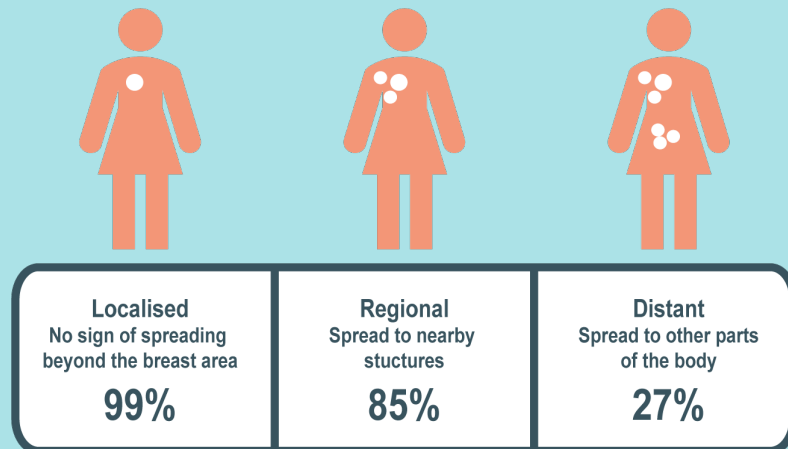 Localised
No sign of spreading
beyond the breast area
99%
Regional
Spread to nearby
stuctures
85%
Distant
Spread to other parts
of the body
27%